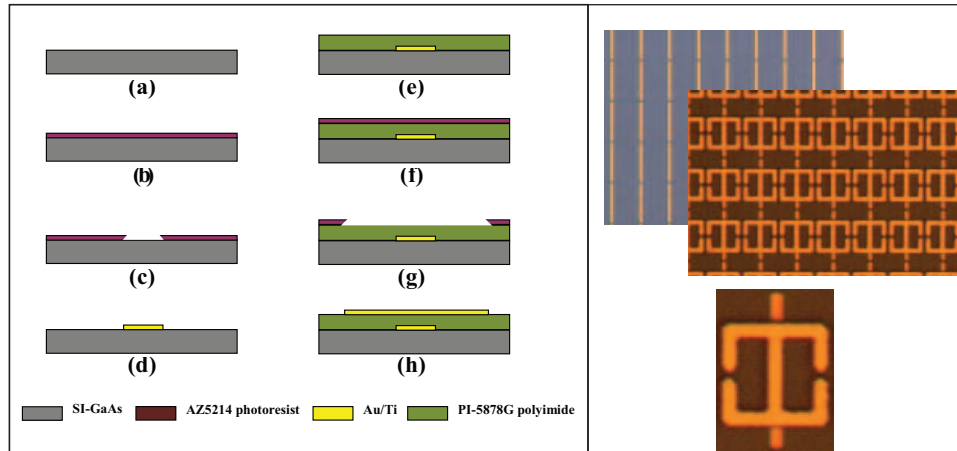 (a)
(b)
(c)
(d)
(e)
(f)
(g)
(h)
SI-GaAs AZ5214 photoresist Au/Ti PI-5878G polyimide